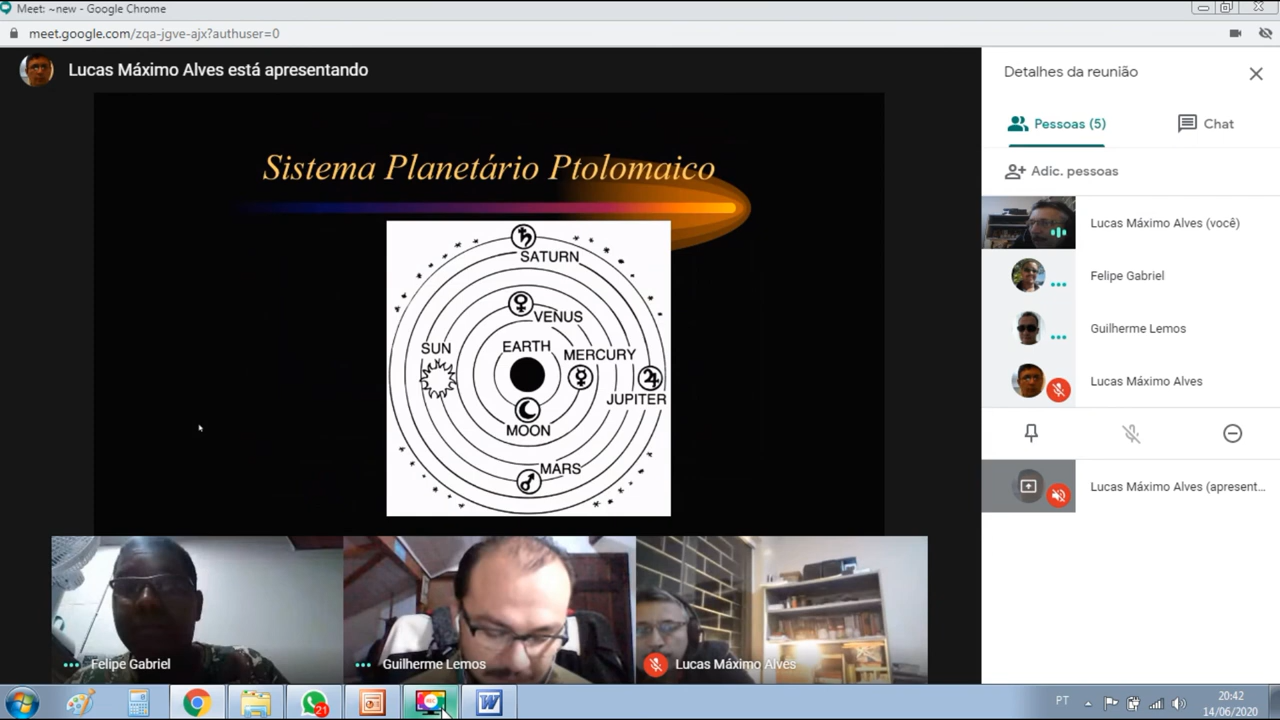 Meet: ~new - Google Chrome
meet.google.com/zqa-jgve-ajx?authuser=0
Lucas Máximo Alves está apresentando
Sistema Planetário Ptolomaico
SATURN
VENUS
SUN
EARTH
MERCURY
JUPITER
MOON
MARS
Felipe Gabriel
Guilherme Lemos
Lucas Máximo Alves
Detalhes da reunião
Pessoas (5)
Chat
Adic. pessoas
Lucas Máximo Alves (você)
Felipe Gabriel
Guilherme Lemos
Lucas Máximo Alves
Lucas Máximo Alves (apresent...
21
REC
W
PT
20:42
14/06/2020